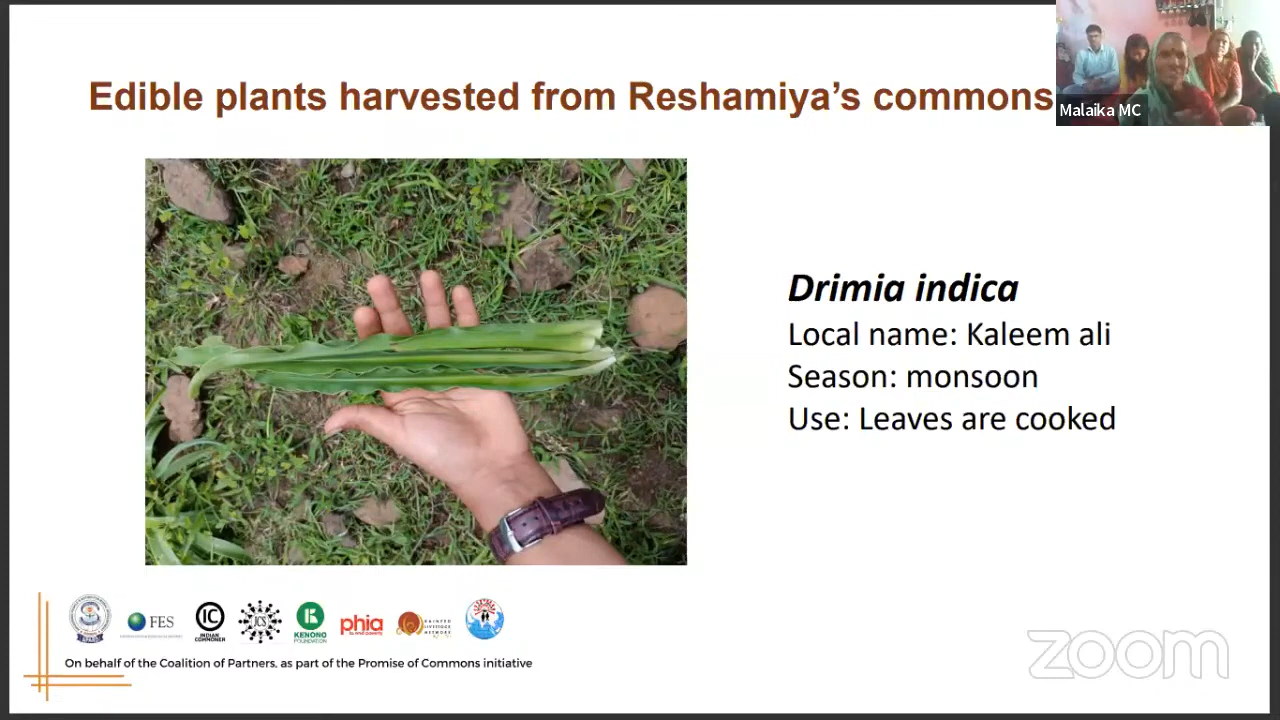 Edible plants harvested from Reshamiya’s commons
Malaika MC
Drimia indica
Local name: Kaleem ali
Season: monsoon
Use: Leaves are cooked
FES
IC
INDIAN
COMMONER
JCS
K
KENONO
FOUNDATION
phia
RAINFED
LIVESTOCK
NETWORK
On behalf of the Coalition of Partners, as part of the Promise of Commons initiative
zoom